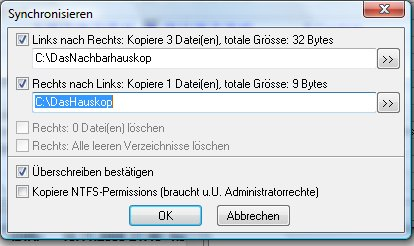 Synchronisieren
Links nach Rechts: Kopiere 3 Datei(en), totale Grösse: 32 Bytes
C:\DasNachbarhauskop
>>
Rechts nach Links: Kopiere 1 Datei(en), totale Grösse: 9 Bytes
C:\DasHauskop
>>
Rechts: 0 Datei(en) löschen
Rechts: Alle leeren Verzeichnisse löschen
Überschreiben bestätigen
Kopiere NTFS-Permissions (braucht u.U. Administratorrechte)
OK
Abbrechen